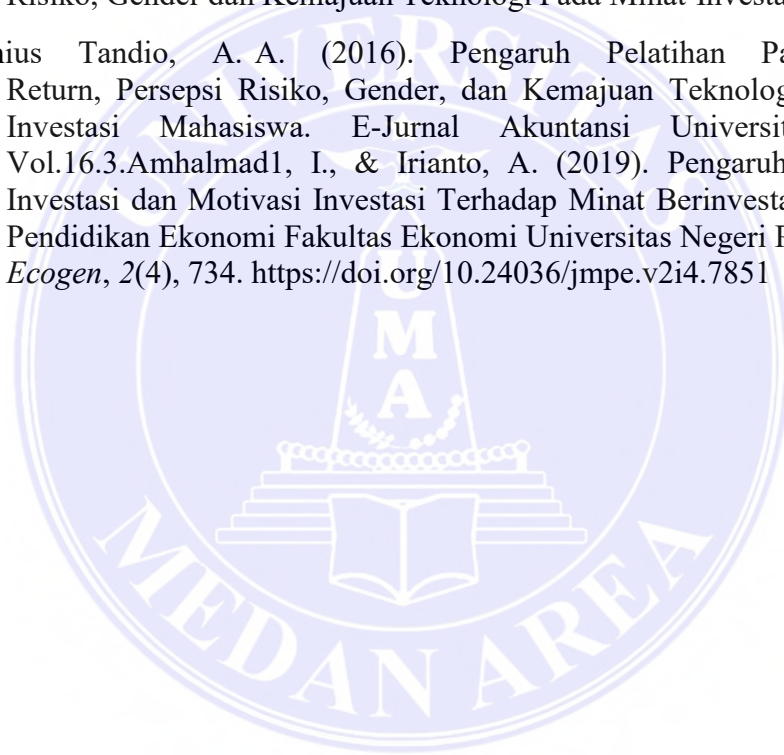 Risiko, Gender dan Kemajuan Teknologi Pada Minat Investa
nius Tandio, A. A. (2016). Pengaruh Pelatihan Pa
Return, Persepsi Risiko, Gender, dan Kemajuan Teknolog
Investasi Mahasiswa. E-Jurnal Akuntansi Universit
Vol.16.3.Amhalmad1, I., & Irianto, A. (2019). Pengaruh
Investasi dan Motivasi Investasi Terhadap Minat Berinvesta
Pendidikan Ekonomi Fakultas Ekonomi Universitas Negeri P
Ecogen, 2(4), 734. https://doi.org/10.24036/jmpe.v2i4.7851
UNIVERSITAS
U
M
A
MEDAN AREA